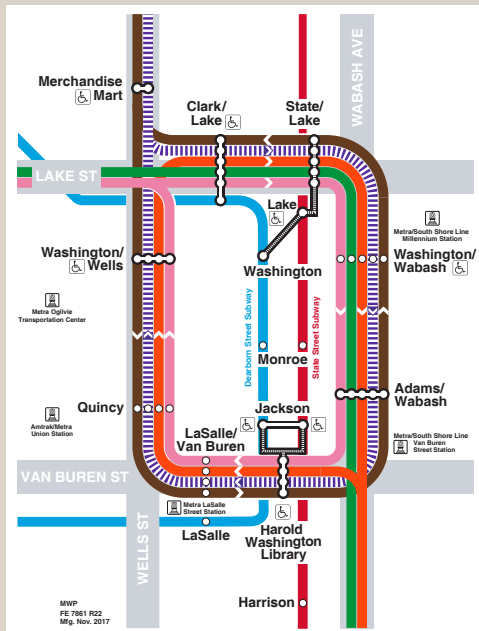 WABASH AVE
Merchandise
Mart
Clark/
Lake
State/
Lake
LAKE ST
Lake
Metra/South Shore Line
Millennium Station
Washington/
Wells
Washington
Washington/
Wabash
Metra Ogilvie
Transportation Center
Dearborn Street Subway
State Street Subway
Monroe
Adams/
Wabash
Quincy
Jackson
Amtrak/Metra
Union Station
LaSalle/
Van Buren
Metra/South Shore Line
Van Buren
Street Station
VAN BUREN ST
Metra LaSalle
Street Station
WELLS ST
LaSalle
Harold
Washington
Library
Harrison
MWP
FE 7861 R22
Mfg. Nov. 2017